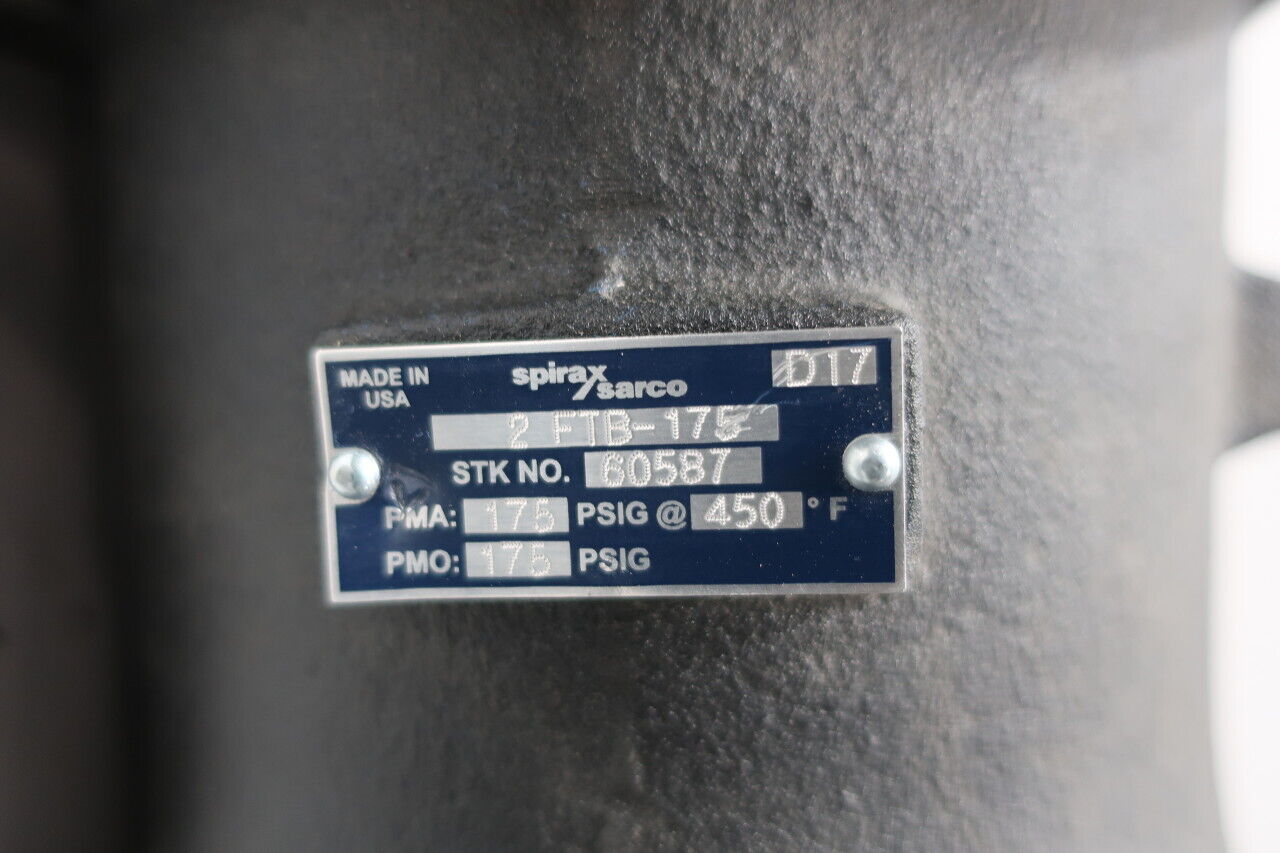 MADE IN
USA
spirax
sarco
D17
2 FTB-175
STK NO. 60587
PMA: 175 PSIG @ 450 ° F
PMO: 175 PSIG